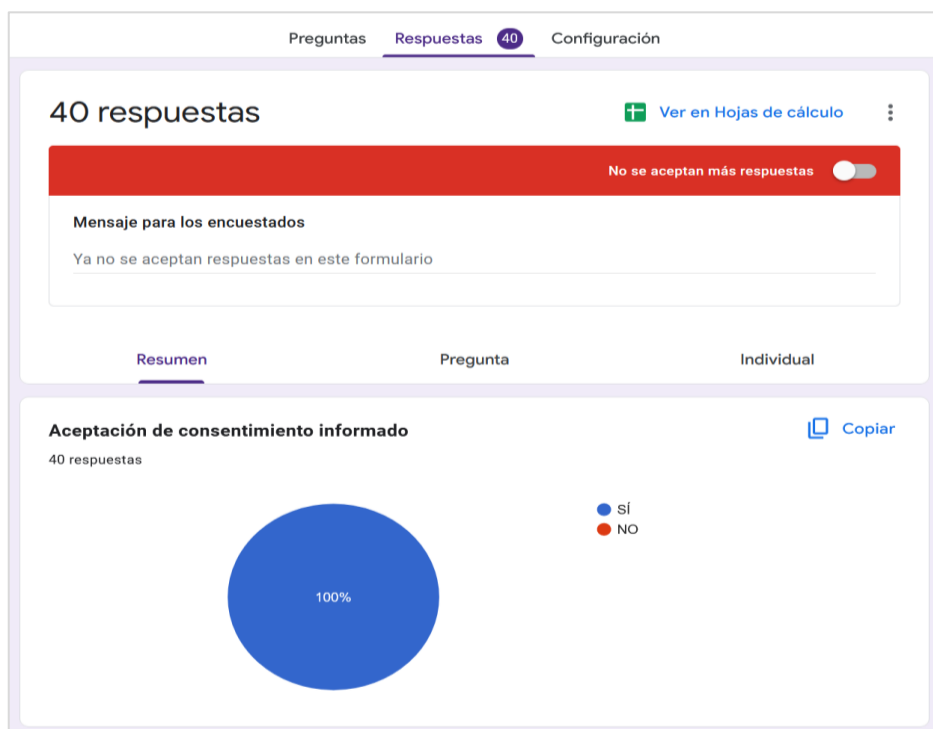 Preguntas Respuestas 40 Configuración
40 respuestas
Ver en Hojas de cálculo
No se aceptan más respuestas
Mensaje para los encuestados
Ya no se aceptan respuestas en este formulario
Resumen Pregunta Individual
Aceptación de consentimiento informado
Copiar
40 respuestas
SÍ
NO
100%